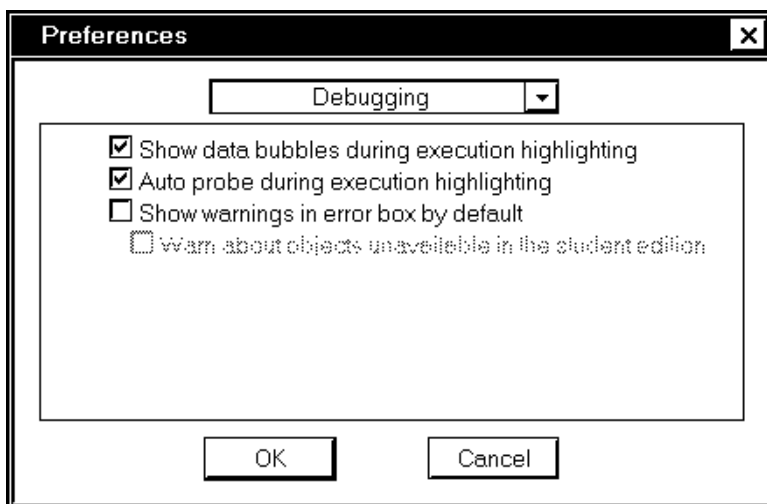 Preferences
Debugging
Show data bubbles during execution highlighting
Auto probe during execution highlighting
Show warnings in error box by default
Warn about objects unavailable in the student edition
OK
Cancel